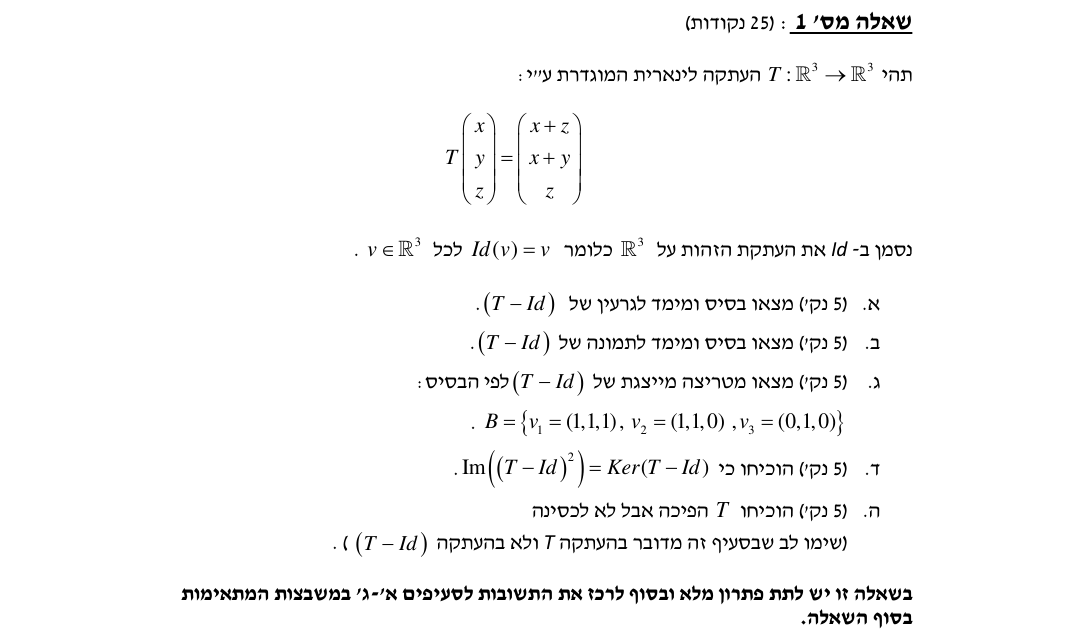 שאלה מס' 1 : (25 נקודות)
תהי T : ℝ³ → ℝ³ העתקה לינארית המוגדרת ע"י :
T(x y z) = (x + z x + y z)
נסמן ב- Id את העתקת הזהות על ℝ³ כלומר Id(v) = v לכל v ∈ ℝ³ .
א. (5 נק') מצאו בסיס ומימד לגרעין של (T − Id).
ב. (5 נק') מצאו בסיס ומימד לתמונה של (T − Id).
ג. (5 נק') מצאו מטריצה מייצגת של (T − Id) לפי הבסיס :
B = {v₁ = (1,1,1), v₂ = (1,1,0) ,v₃ = (0,1,0)} .
ד. (5 נק') הוכיחו כי Im((T − Id)²) = Ker(T − Id) .
ה. (5 נק') הוכיחו T הפיכה אבל לא לכסינה
(שימו לב שבסעיף זה מדובר בהעתקה T ולא בהעתקה (T − Id) ) .
בשאלה זו יש לתת פתרון מלא ובסוף לרכז את התשובות לסעיפים א'-ג' במשבצות המתאימות
בסוף השאלה.